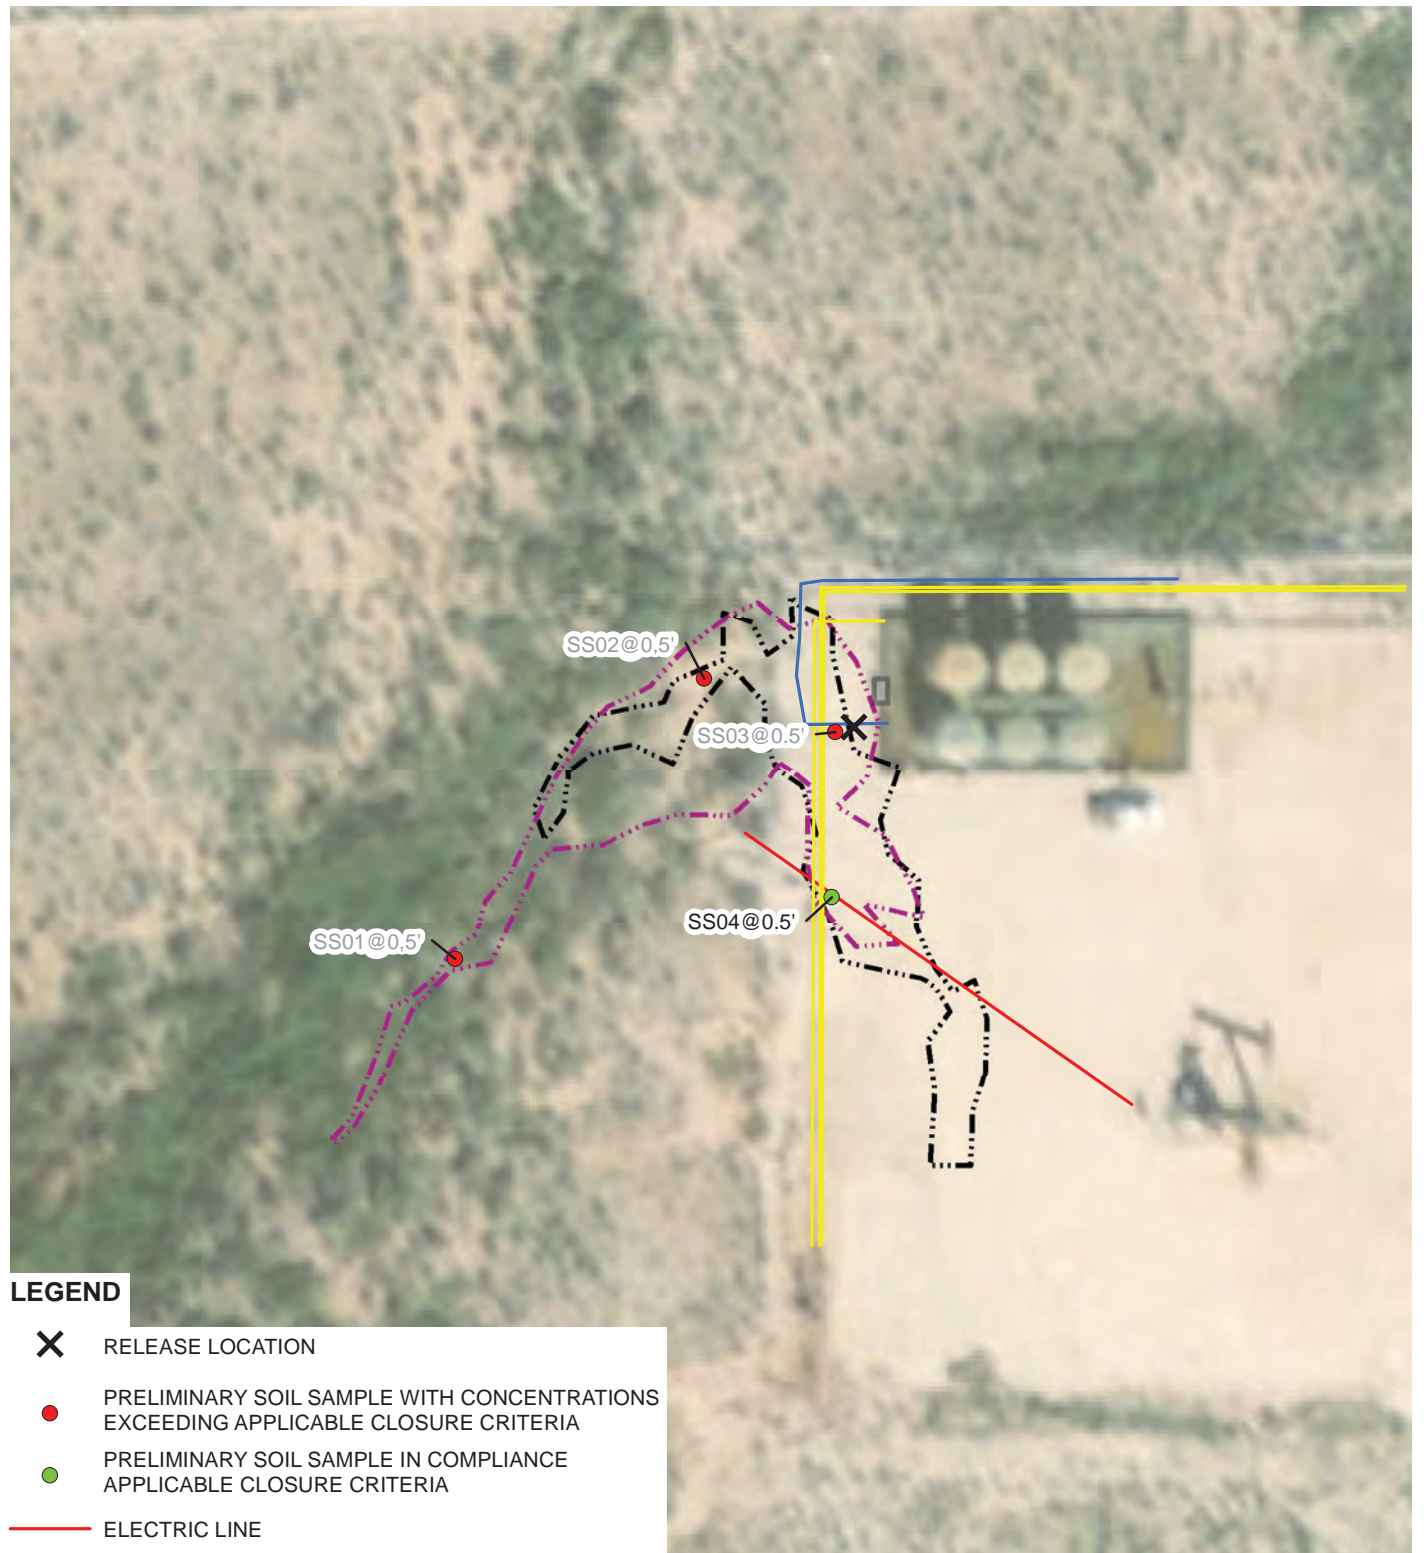 SS02@0.5'
SS03@0.5'
SS04@0.5'
SS01@0.5'
LEGEND
RELEASE LOCATION
PRELIMINARY SOIL SAMPLE WITH CONCENTRATIONS
EXCEEDING APPLICABLE CLOSURE CRITERIA
PRELIMINARY SOIL SAMPLE IN COMPLIANCE
APPLICABLE CLOSURE CRITERIA
ELECTRIC LINE